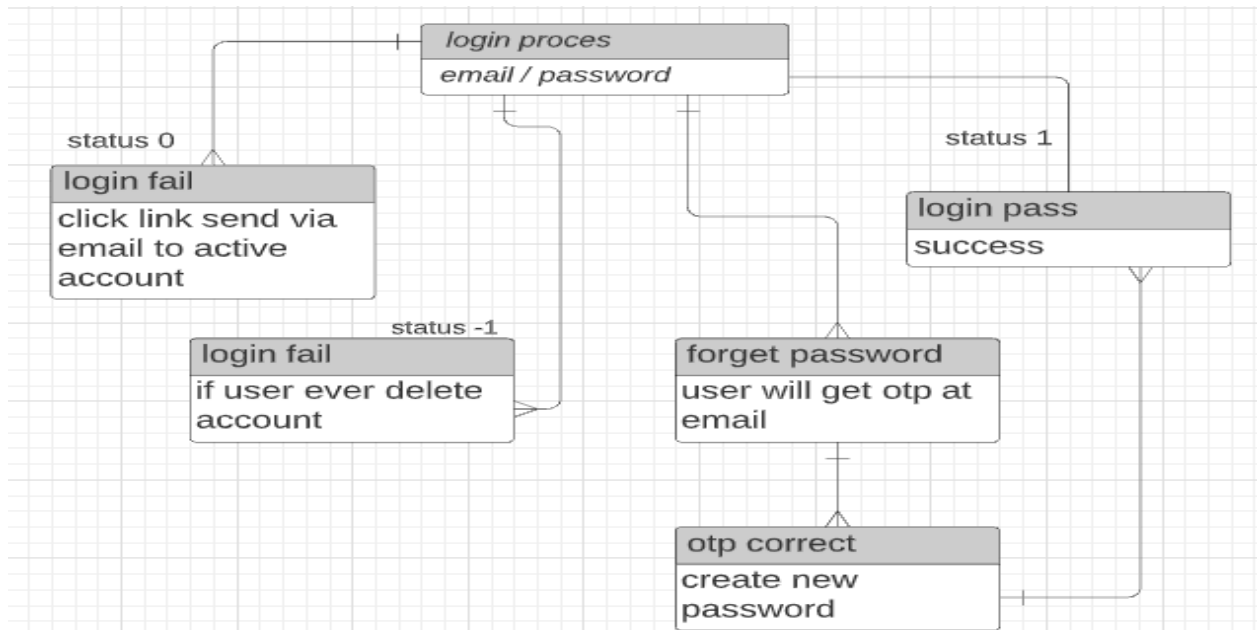 login proces
email / password
status 0
login fail
click link send via
email to active
account
status 1
login pass
success
status -1
login fail
if user ever delete
account
forget password
user will get otp at
email
otp correct
create new
password